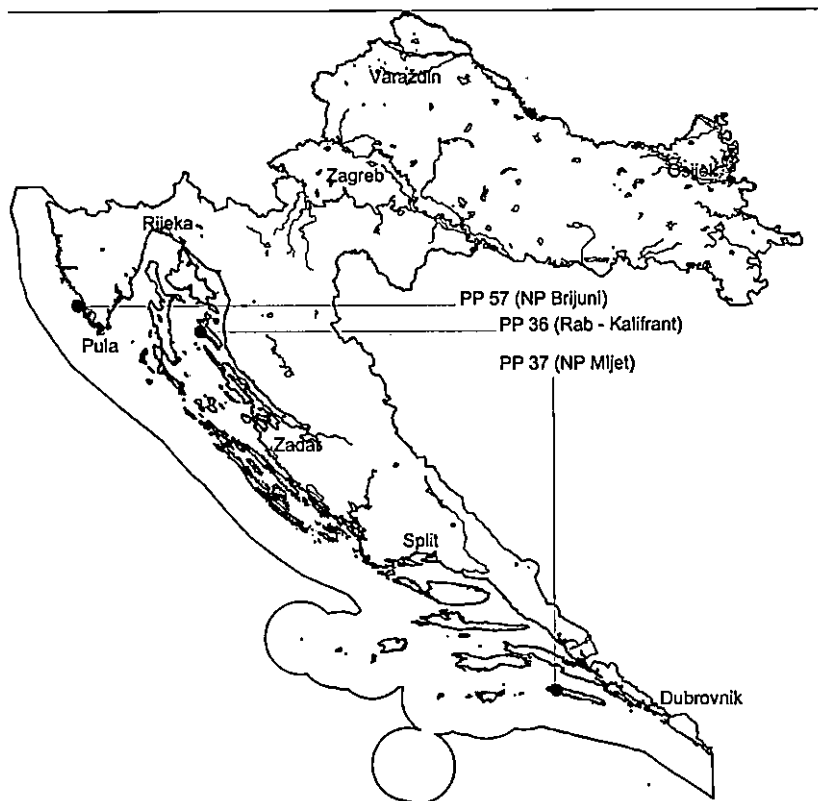 Varaždin
Zagreb
Osijek
Rijeka
PP 57 (NP Brijuni)
PP 36 (Rab - Kalifrant)
Pula
PP 37 (NP Mljet)
Zadar
Split
Dubrovnik